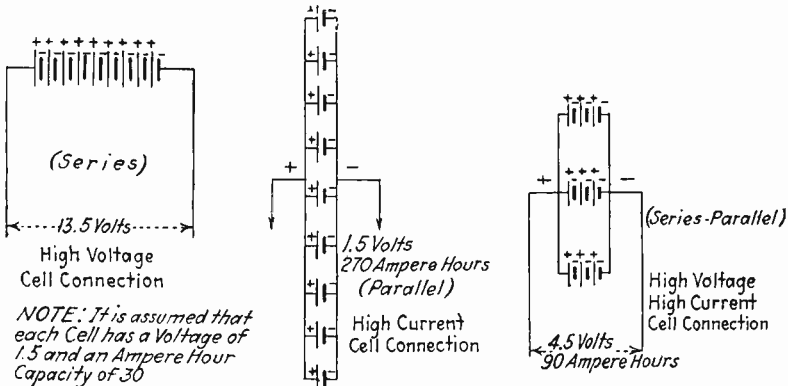 + + + + + + + + +
- - - - - - - - -
(Series)
13.5 Volts
High Voltage
Cell Connection
NOTE: It is assumed that
each Cell has a Voltage of
1.5 and an Ampere Hour
Capacity of 30
+ -
+ -
+ -
+ -
+ -
+ -
+ -
1.5 Volts
270 Ampere Hours
(Parallel)
+ -
High Current
Cell Connection
+ -
+ -
+ + +
- - -
+ -
+ + +
- - -
(Series-Parallel)
+ + +
- - -
High Voltage
High Current
Cell Connection
4.5 Volts
90 Ampere Hours